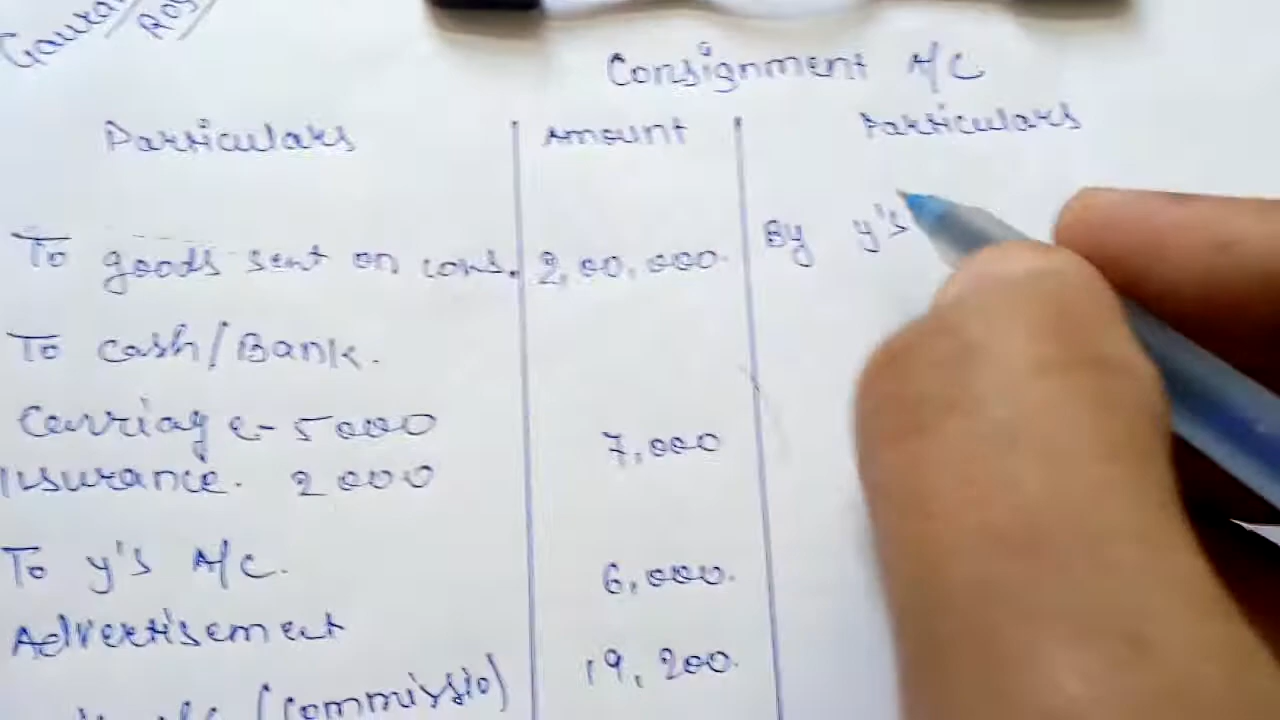 Roy
Consignment A/C
Particulars Amount Particulars
To goods sent on cons. 2,00,000. By y's
To cash/Bank.
Carriage - 5000
7,000
Insurance. 2000
To y's A/C. 6,000.
Advertisement
(commissio) 19,200.